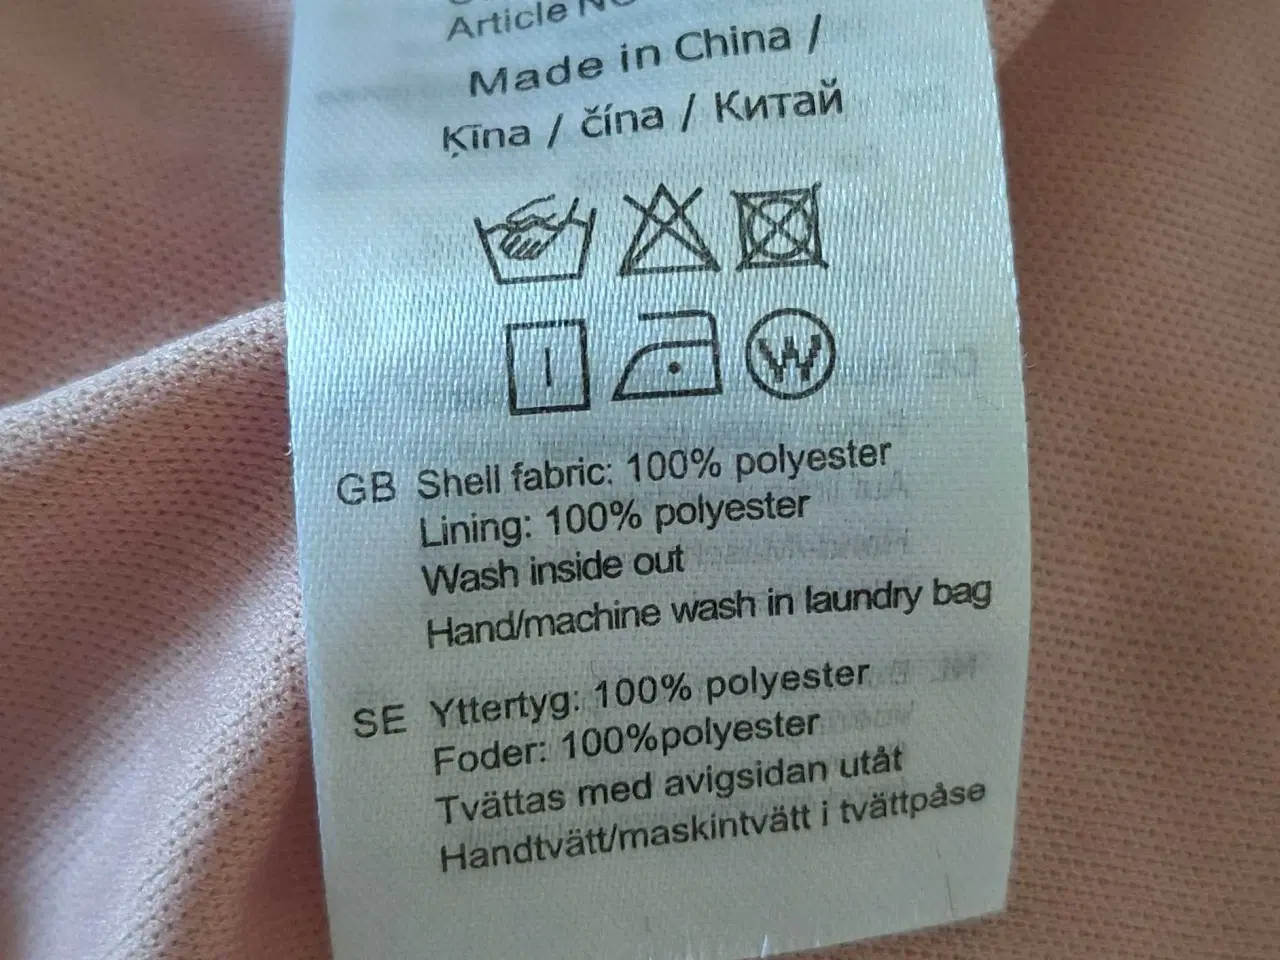 Article
Made in China /
Ķīna / čína / Китай
W
GB Shell fabric: 100% polyester
Lining: 100% polyester
Wash inside out
Hand/machine wash in laundry bag
SE Yttertyg: 100% polyester
Foder: 100%polyester
Tvättas med avigsidan utåt
Handtvätt/maskintvätt i tvättpåse